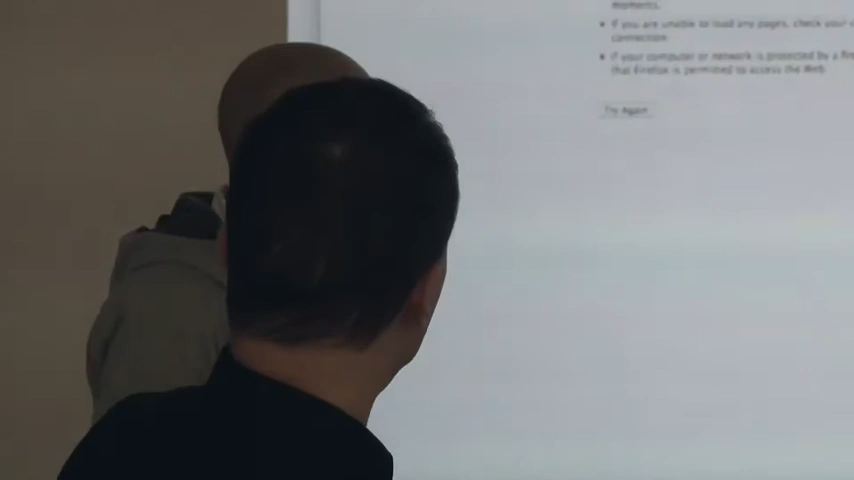 moments.
• If you are unable to load any pages, check your
connection.
• If your computer or network is protected by a
that Firefox is permitted to access the Web.
Try Again